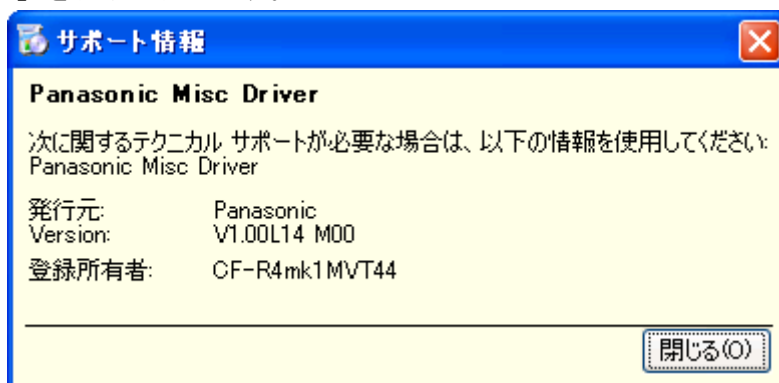 サポート情報
Panasonic Misc Driver
次に関するテクニカル サポートが必要な場合は、以下の情報を使用してください:
Panasonic Misc Driver
発行元: Panasonic
Version: V1.00L14 M00
登録所有者: CF-R4mk1MVT44
閉じる(O)